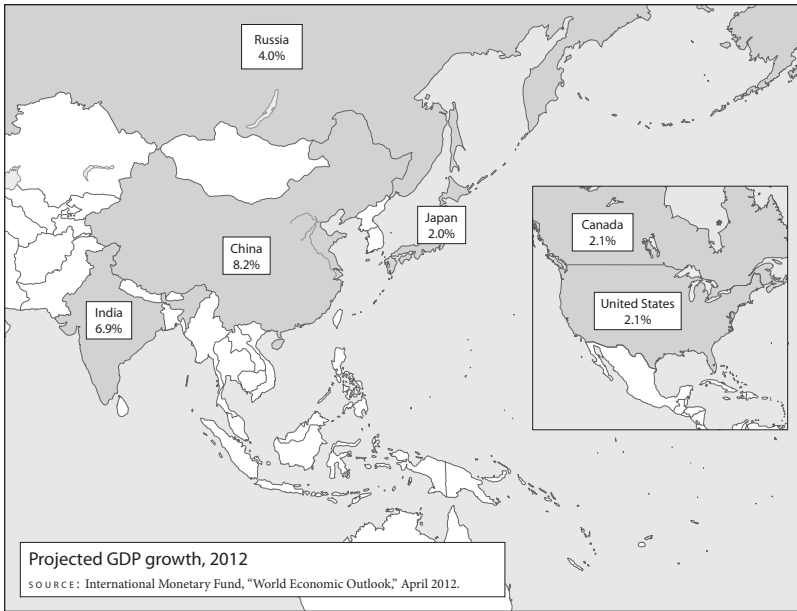 Russia
4.0%
Japan
2.0%
China
8.2%
India
6.9%
Canada
2.1%
United States
2.1%
Projected GDP growth, 2012
SOURCE: International Monetary Fund, “World Economic Outlook,” April 2012.